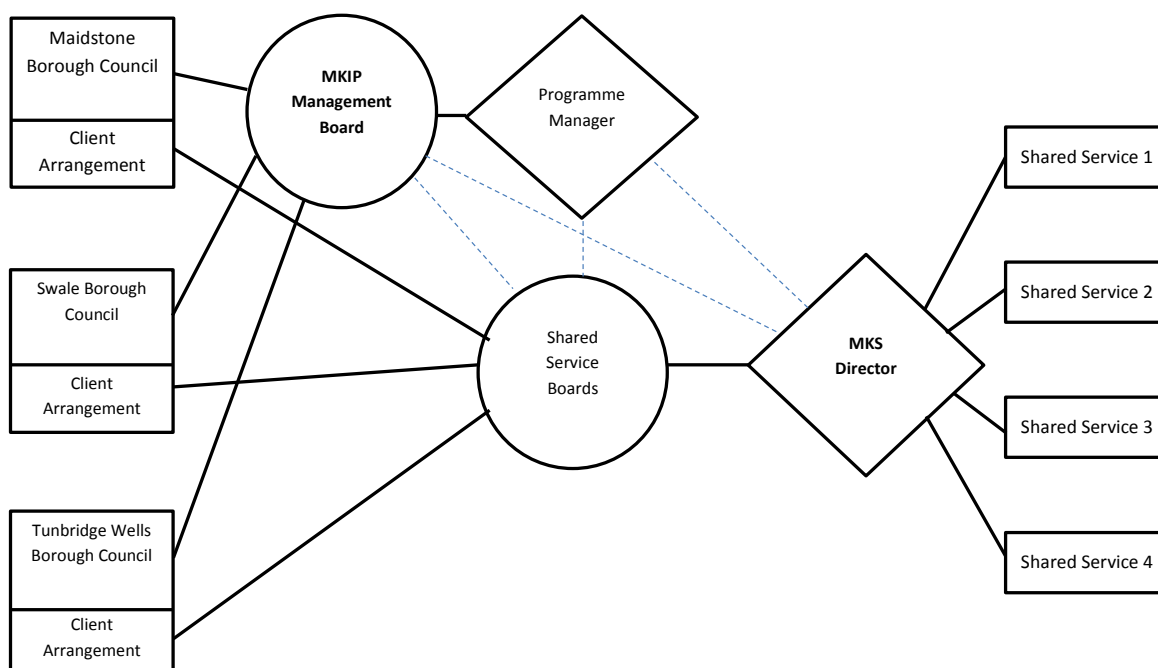 Maidstone
Borough Council
Client
Arrangement
MKIP
Management
Board
Programme
Manager
Shared Service 1
Swale Borough
Council
Client
Arrangement
Shared
Service
Boards
MKS
Director
Shared Service 2
Shared Service 3
Tunbridge Wells
Borough Council
Client
Arrangement
Shared Service 4